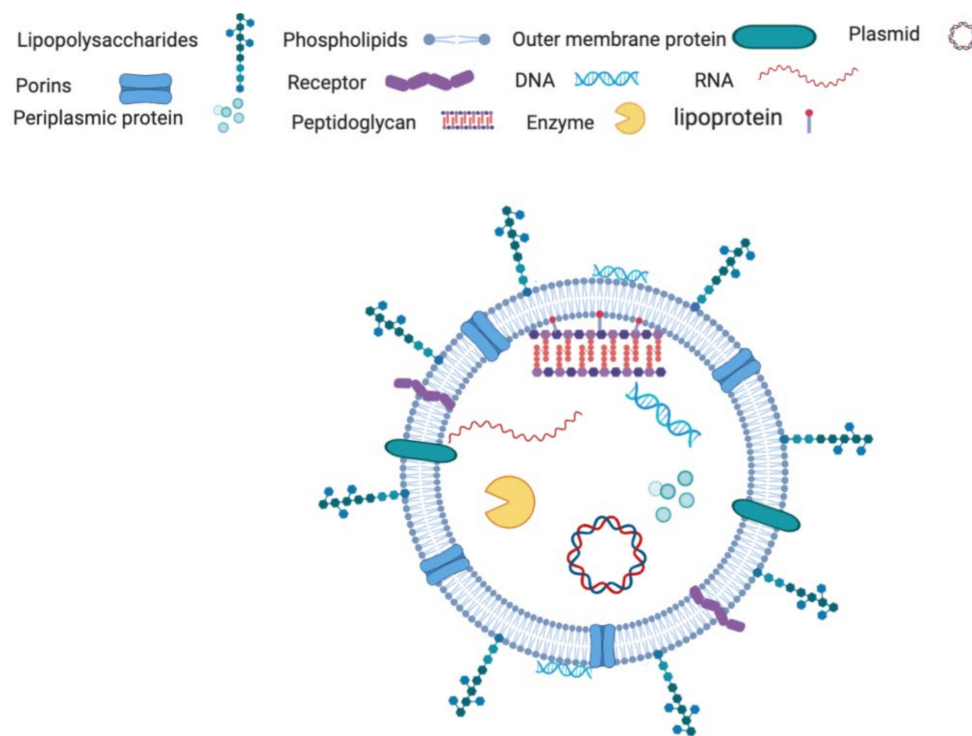 Lipopolysaccharides Phospholipids Outer membrane protein Plasmid
Porins Receptor DNA RNA
Periplasmic protein Peptidoglycan Enzyme lipoprotein